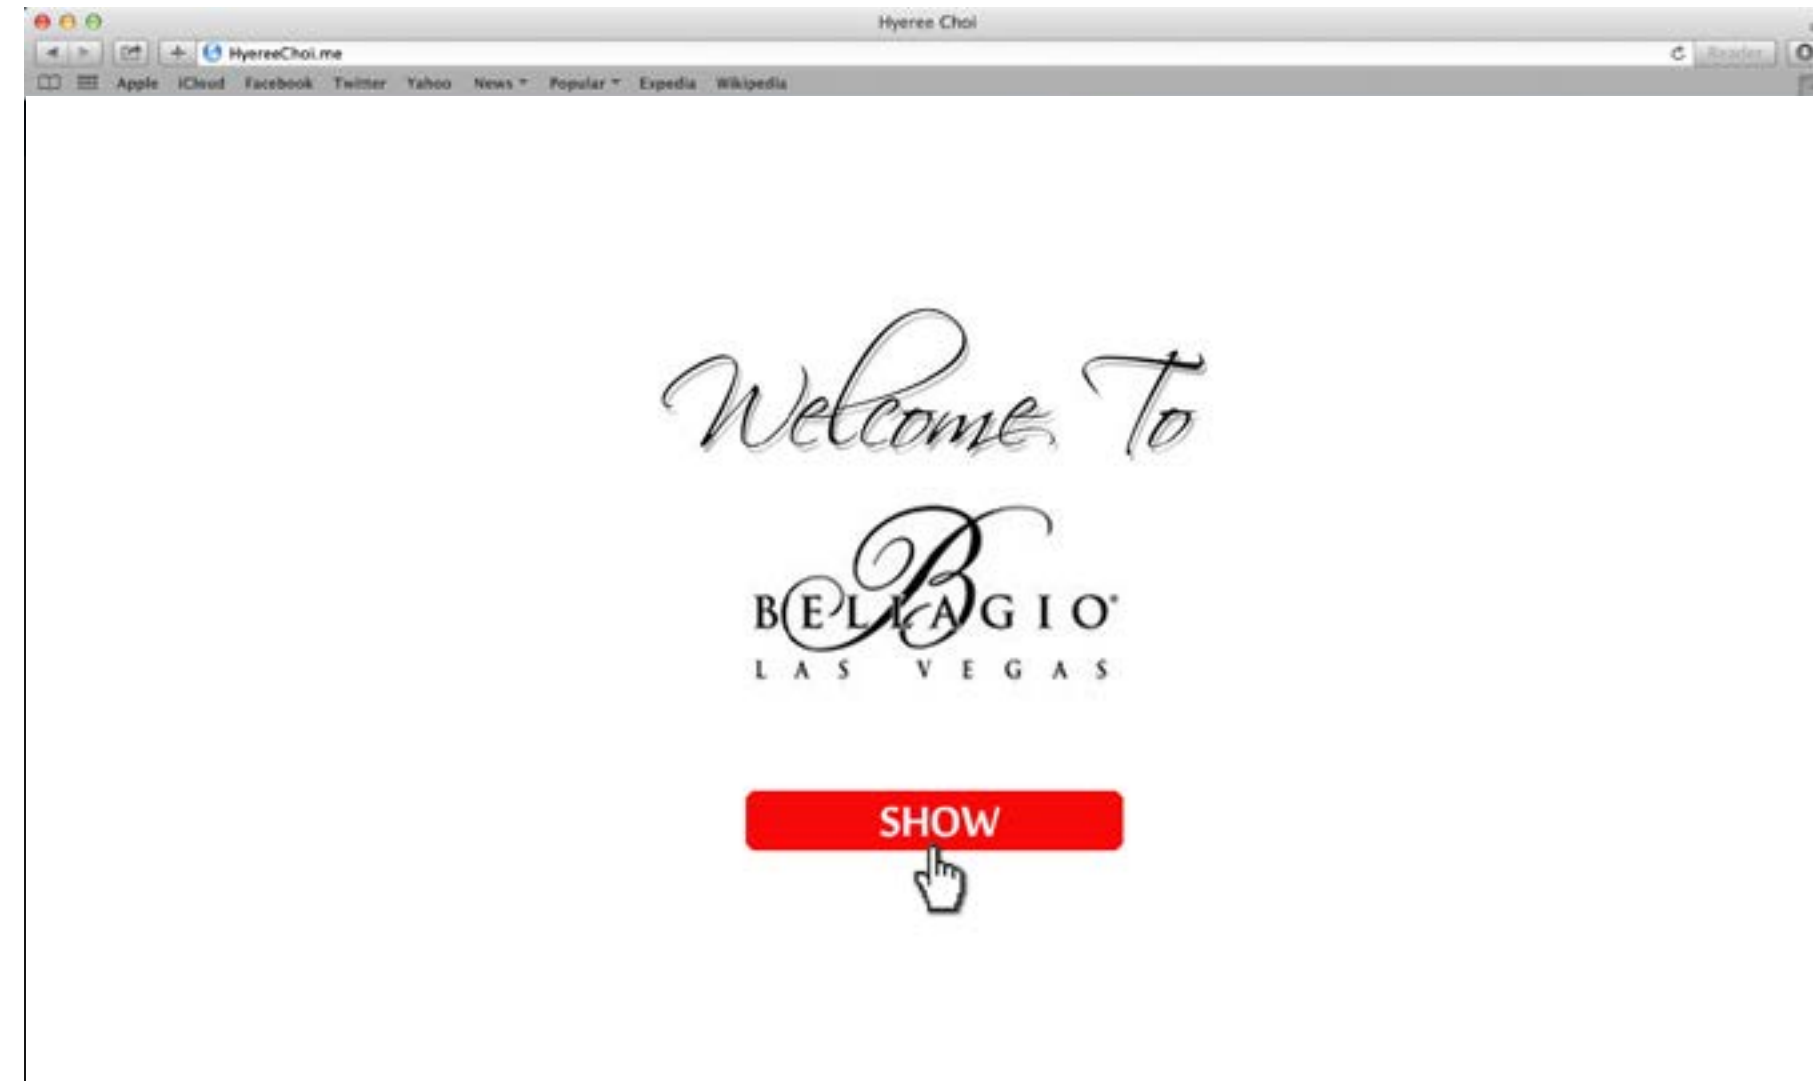 Hyeree Choi
HyereeChoi.me
Reader
Apple iCloud Facebook Twitter Yahoo News Popular Expedia Wikipedia
Welcome To
B
BELLAGIO®
LAS VEGAS
SHOW